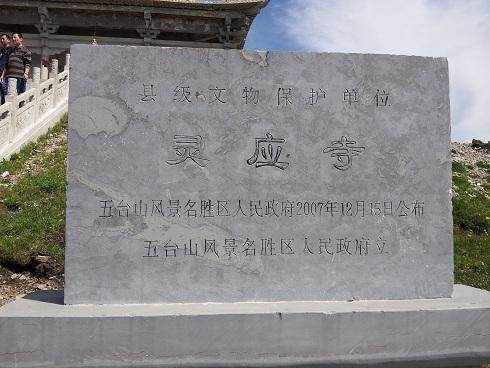 县级文物保护单位
灵应寺
五台山风景名胜区人民政府2007年12月15日公布
五台山风景名胜区人民政府立